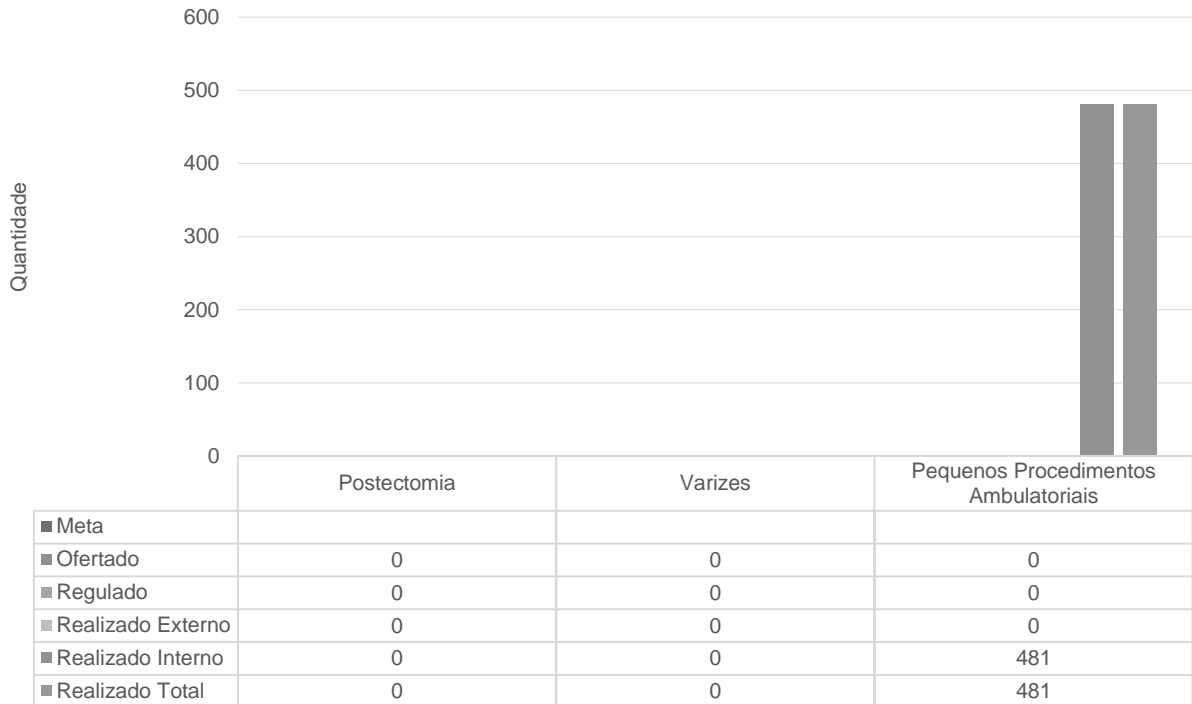 600
500
400
300
200
100
0
Quantidade
Postectomia Varizes Pequenos Procedimentos
Ambulatoriais
Meta
Ofertado 0 0 0
Regulado 0 0 0
Realizado Externo 0 0 0
Realizado Interno 0 0 481
Realizado Total 0 0 481